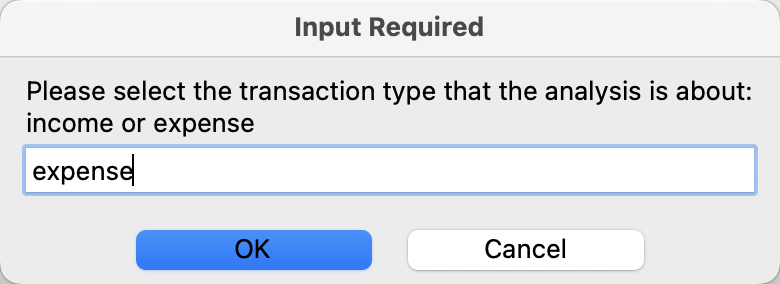 Input Required
Please select the transaction type that the analysis is about:
income or expense
expense
OK
Cancel